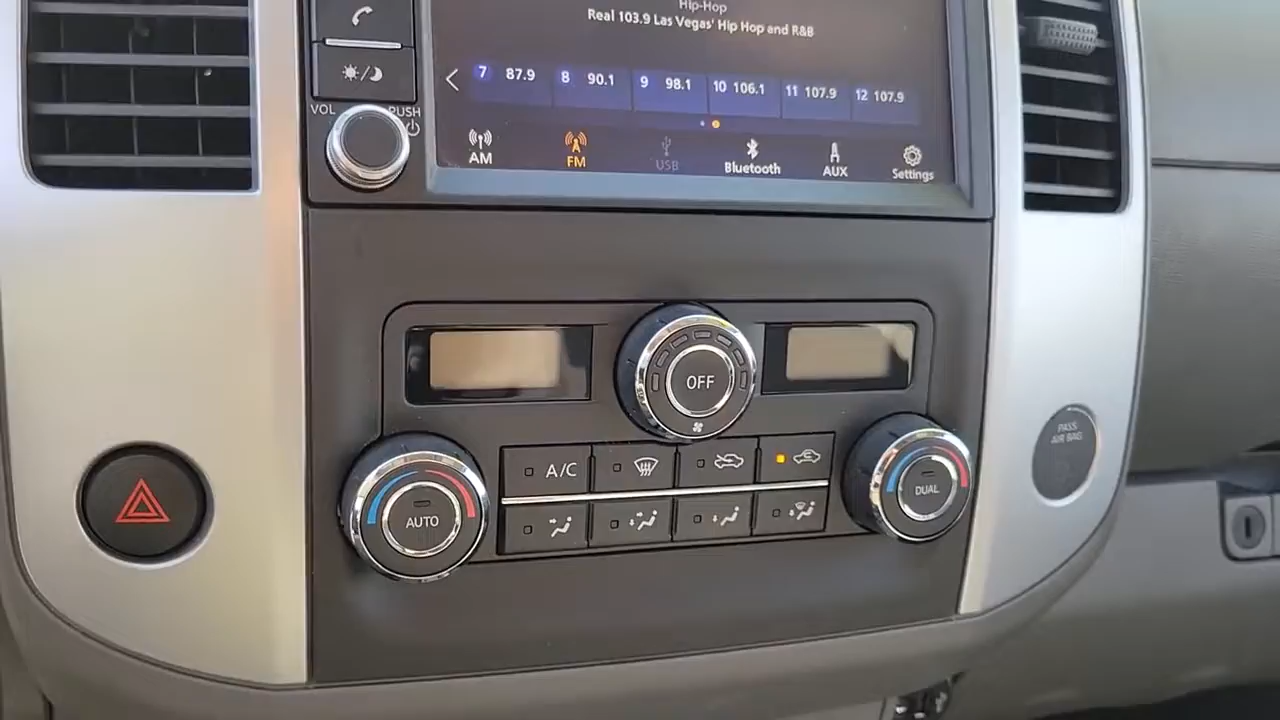 Hip-Hop
Real 103.9 Las Vegas' Hip Hop and R&B
7 87.9 8 90.1 9 98.1 10 106.1 11 107.9 12 107.9
VOL PUSH
AM FM USB Bluetooth AUX Settings
OFF
PASS
AIR BAG
A/C
AUTO
DUAL